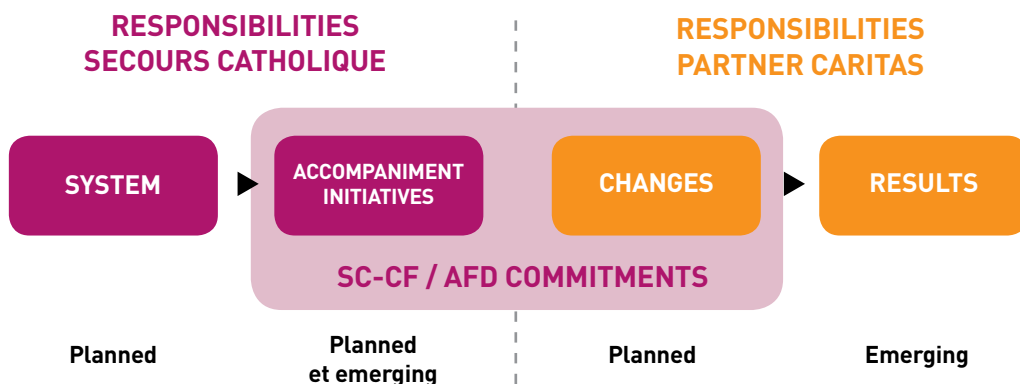 RESPONSIBILITIES
SECOURS CATHOLIQUE
RESPONSIBILITIES
PARTNER CARITAS
SYSTEM
ACCOMPANIMENT
INITIATIVES
CHANGES
RESULTS
SC-CF / AFD COMMITMENTS
Planned
Planned
et emerging
Planned
Emerging